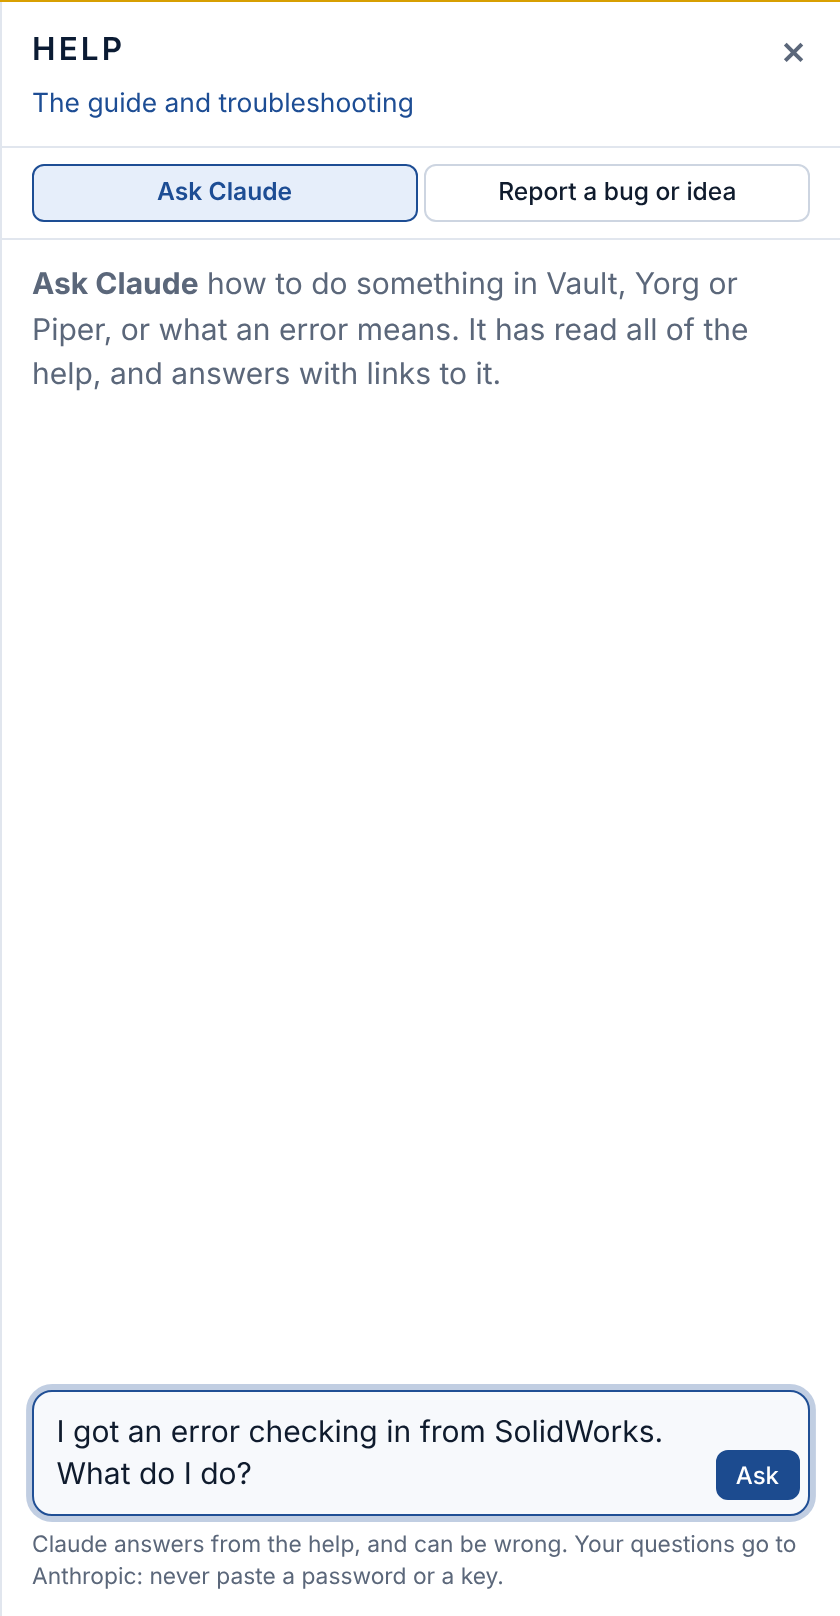 HELP
The guide and troubleshooting
Ask Claude
Report a bug or idea
Ask Claude how to do something in Vault, Yorg or
Piper, or what an error means. It has read all of the
help, and answers with links to it.
I got an error checking in from SolidWorks.
What do I do?
Ask
Claude answers from the help, and can be wrong. Your questions go to
Anthropic: never paste a password or a key.